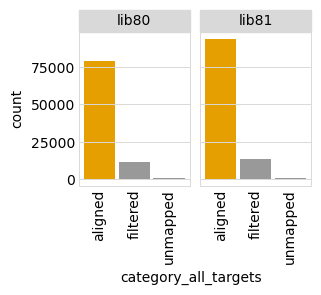 lib80 lib81
count
75000
50000
25000
0
aligned filtered unmapped aligned filtered unmapped
category_all_targets